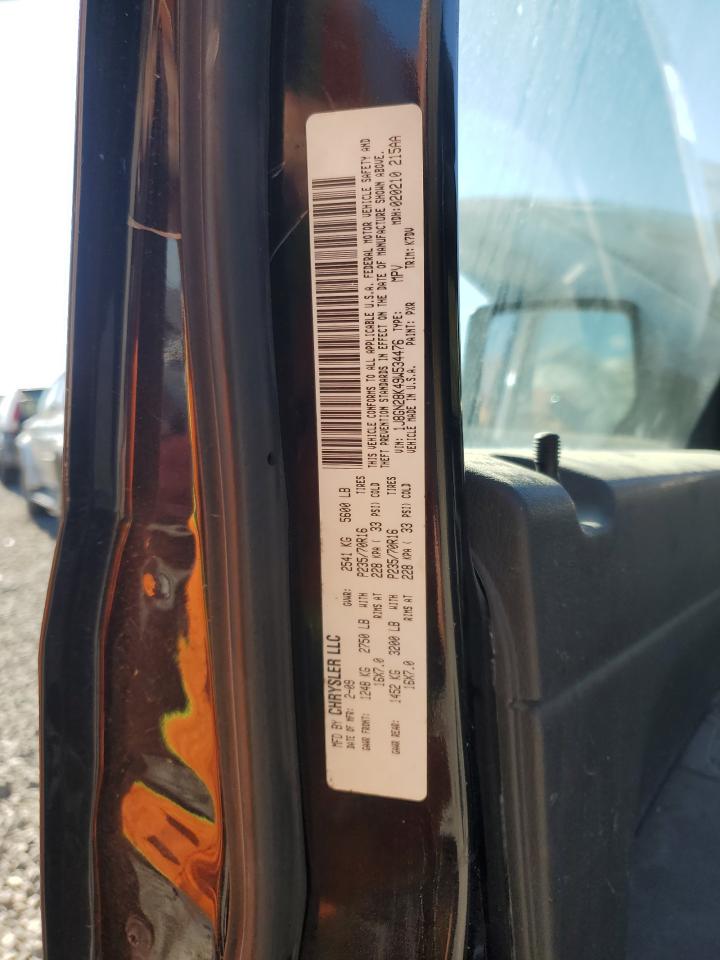 MFD BY CHRYSLER LLC
DATE OF MFR: 2-09 GVWR: 2541 KG 5600 LB
GAWR FRONT: 1248 KG 2750 LB WITH P235/70R16 TIRES
16X7.0 RIMS AT 228 KPA ( 33 PSI) COLD
GAWR REAR: 1452 KG 3200 LB WITH P235/70R16 TIRES
16X7.0 RIMS AT 228 KPA ( 33 PSI) COLD
THIS VEHICLE CONFORMS TO ALL APPLICABLE U.S.A. FEDERAL MOTOR VEHICLE SAFETY AND
THEFT PREVENTION STANDARDS IN EFFECT ON THE DATE OF MANUFACTURE SHOWN ABOVE.
VIN: 1J8GN28K49W534476 TYPE: MPV MDH:020210 215AA
VEHICLE MADE IN U.S.A. PAINT: PXR TRIM: K7DV